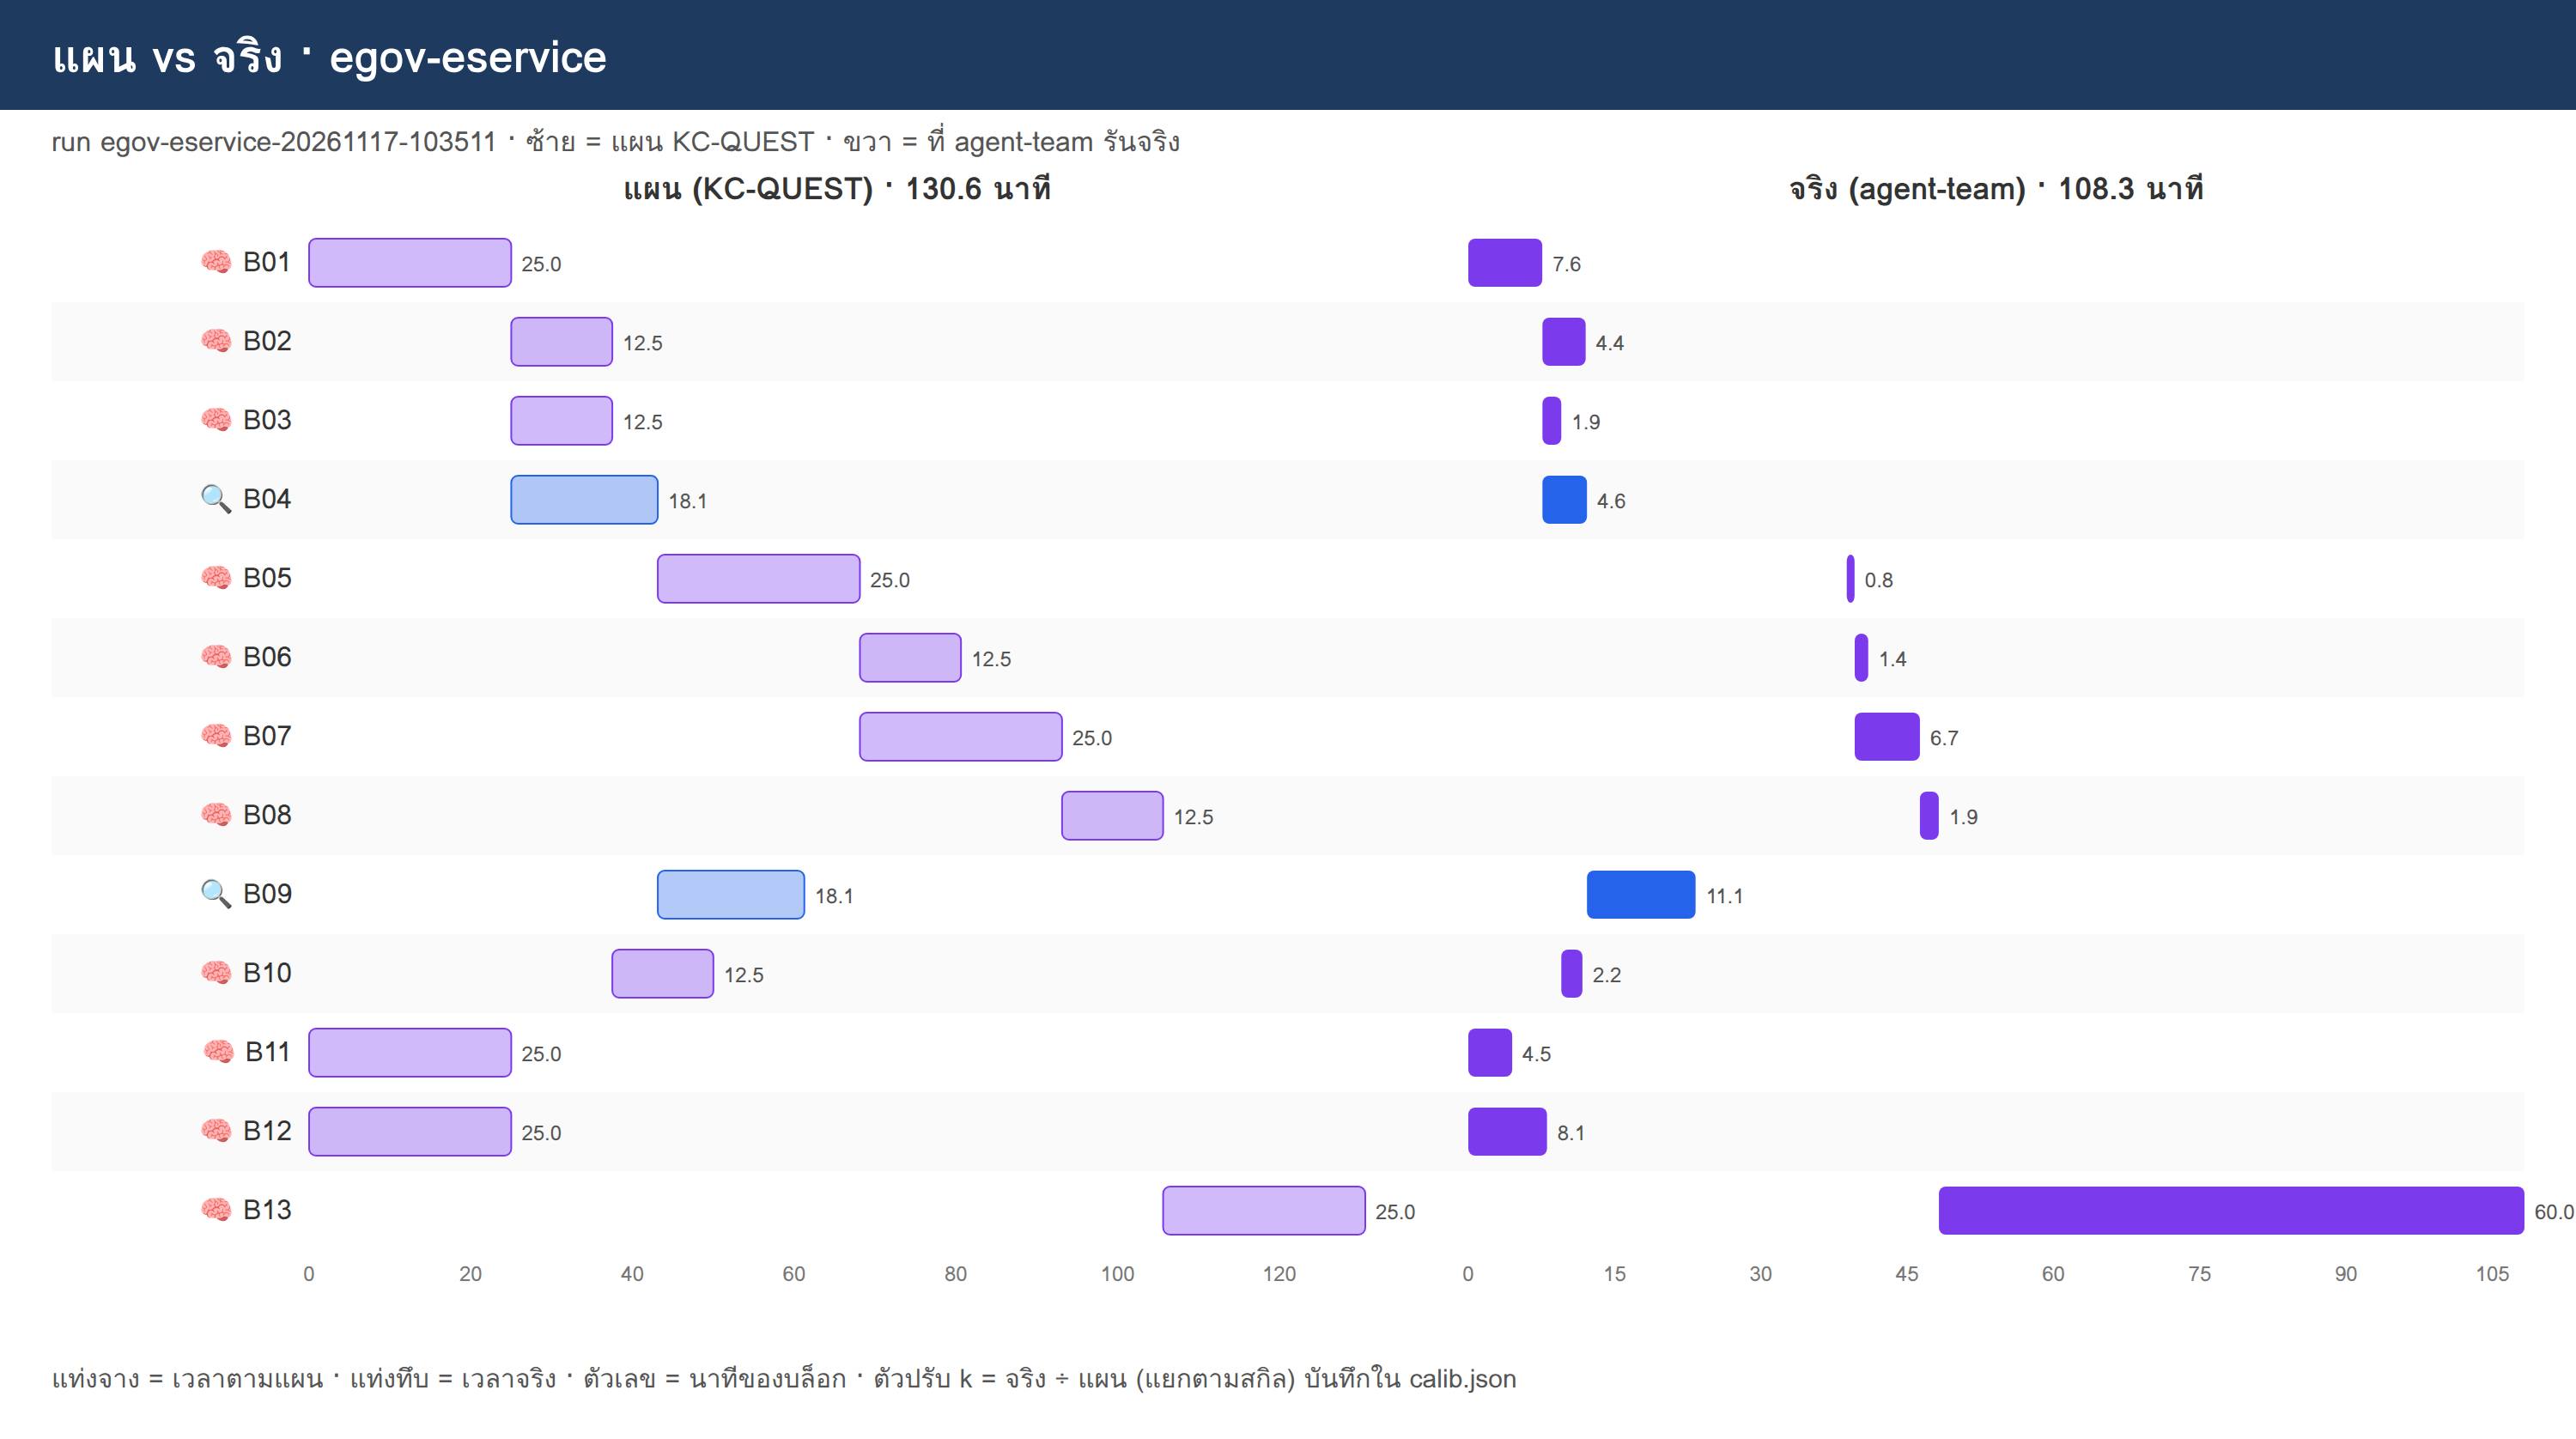 แผน vs จริง · egov-eservice
run egov-eservice-20261117-103511 · ซ้าย = แผน KC-QUEST · ขวา = ที่ agent-team รันจริง
แผน (KC-QUEST) · 130.6 นาที
จริง (agent-team) · 108.3 นาที
B01 25.0 7.6
B02 12.5 4.4
B03 12.5 1.9
B04 18.1 4.6
B05 25.0 0.8
B06 12.5 1.4
B07 25.0 6.7
B08 12.5 1.9
B09 18.1 11.1
B10 12.5 2.2
B11 25.0 4.5
B12 25.0 8.1
B13 25.0 60.0
0 20 40 60 80 100 120 0 15 30 45 60 75 90 105
แท่งจาง = เวลาตามแผน · แท่งทึบ = เวลาจริง · ตัวเลข = นาทีของบล็อก · ตัวปรับ k = จริง ÷ แผน (แยกตามสกิล) บันทึกใน calib.json